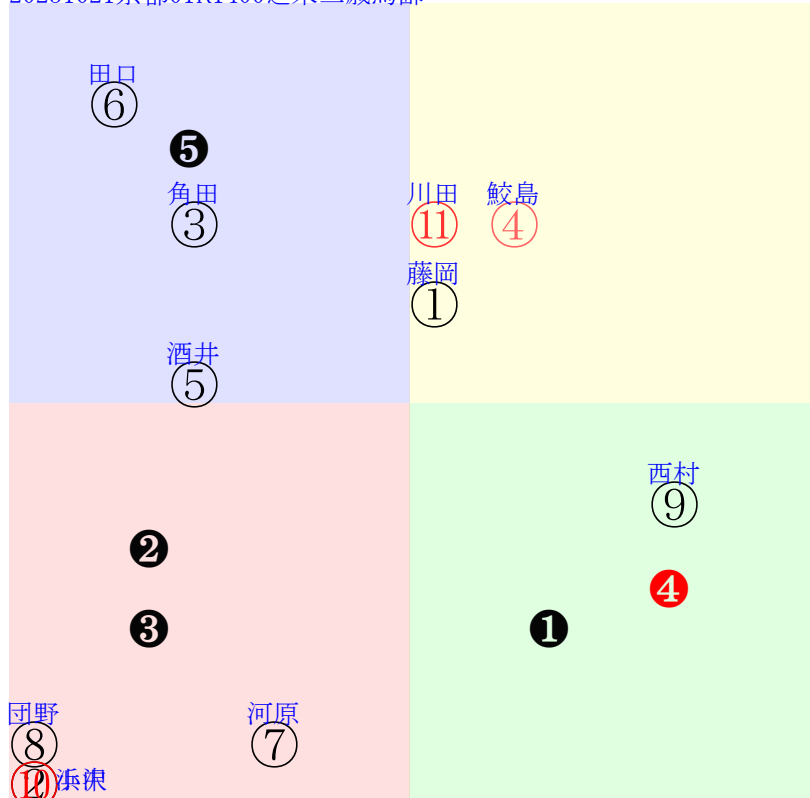 田口
⑥
❺
角田 川田 鮫島
③ ⑪ ④
藤岡
①
酒井
⑤
西村
⑨
❷
❹
❸ ❶
団野 河原
⑧ ⑦
⑩